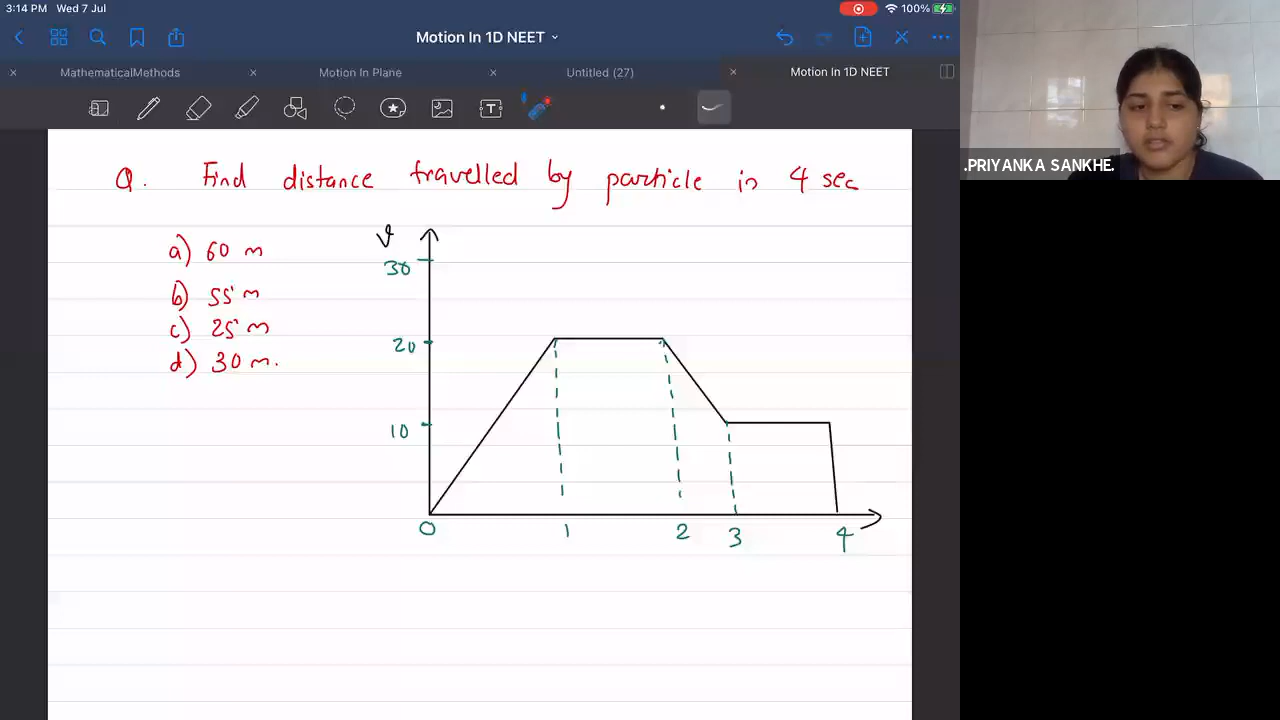 3:14 PM Wed 7 Jul
100%
Motion In 1D NEET
MathematicalMethods
Motion In Plane
Untitled (27)
Motion In 1D NEET
T
.PRIYANKA SANKHE.
Q. Find distance travelled by particle in 4 sec
a) 60 m
b) 55 m
c) 25 m
d) 30 m.
v
30
20
10
0 1 2 3 4